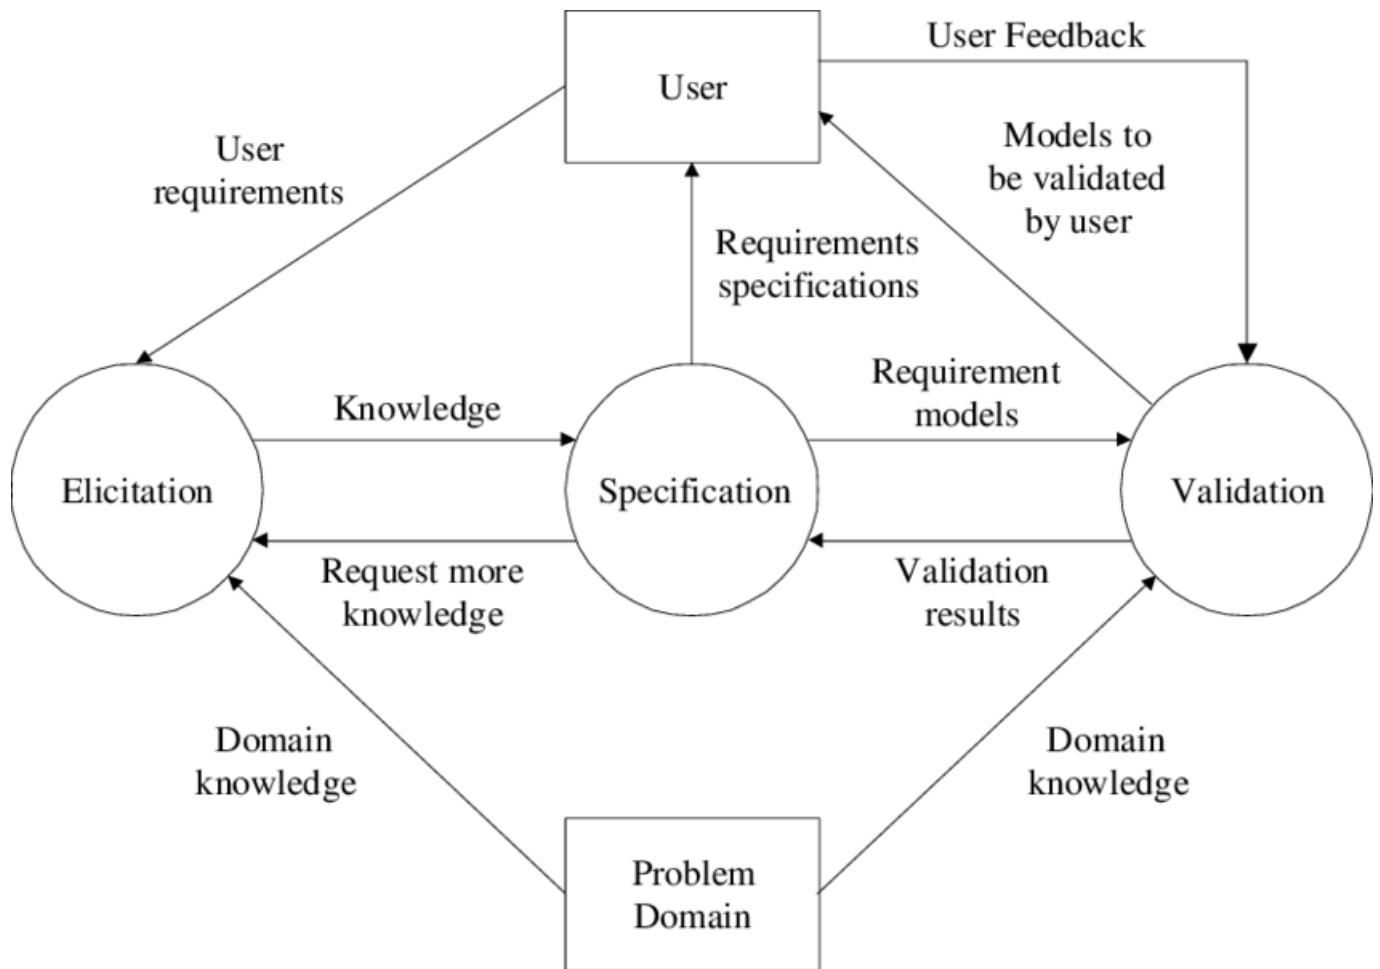 User Feedback
User
Models to
be validated
by user
User
requirements
Requirements
specifications
Requirement
models
Knowledge
Elicitation
Specification
Validation
Request more
knowledge
Validation
results
Domain
knowledge
Domain
knowledge
Problem
Domain